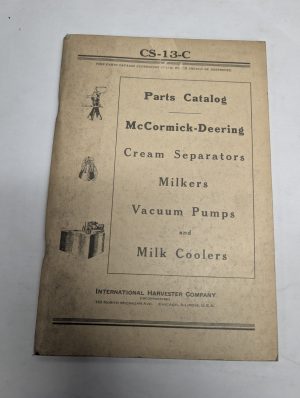 CS-13-C
Parts Catalog
McCormick-Deering
Cream Separators
Milkers
Vacuum Pumps
and
Milk Coolers
INTERNATIONAL HARVESTER COMPANY
(INCORPORATED)
CHICAGO, ILLINOIS, U.S.A.